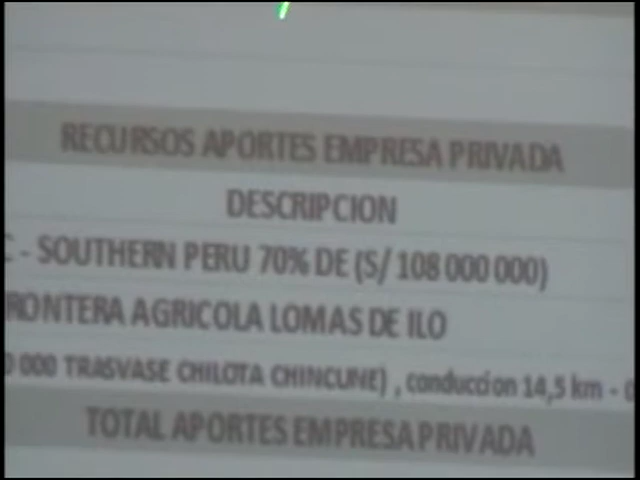 RECURSOS APORTES EMPRESA PRIVADA
DESCRIPCION
C - SOUTHERN PERU 70% DE (S/ 108 000 000)
RONTERA AGRICOLA LOMAS DE ILO
0 000 TRASVASE CHILOTA CHINCUNE) , conduccion 14,5 km -
TOTAL APORTES EMPRESA PRIVADA